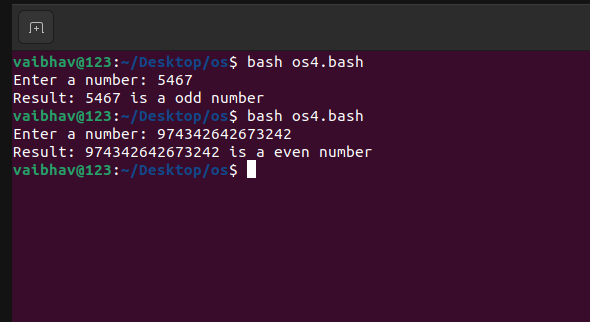 vaibhav@123:~/Desktop/os$ bash os4.bash
Enter a number: 5467
Result: 5467 is a odd number
vaibhav@123:~/Desktop/os$ bash os4.bash
Enter a number: 974342642673242
Result: 974342642673242 is a even number
vaibhav@123:~/Desktop/os$